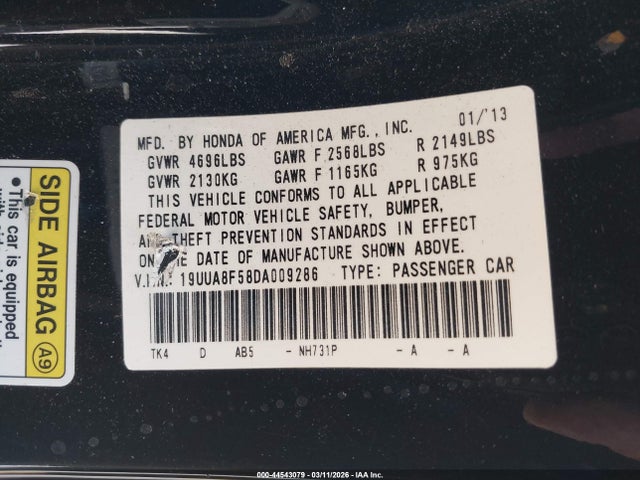 01/'13
MFD. BY HONDA OF AMERICA MFG., INC.
GVWR 4696LBS GAWR F 2568LBS R 2149LBS
GVWR 2130KG GAWR F 1165KG R 975KG
THIS VEHICLE CONFORMS TO ALL APPLICABLE
FEDERAL MOTOR VEHICLE SAFETY, BUMPER,
AND THEFT PREVENTION STANDARDS IN EFFECT
ON THE DATE OF MANUFACTURE SHOWN ABOVE.
V.I.N.: 19UUA8F58DA009286 TYPE: PASSENGER CAR
TK4 D AB5 - NH731P - A - A
SIDE AIRBAG A9
• This car is equipped
with side
000-44543079 - 03/11/2026 - IAA Inc.